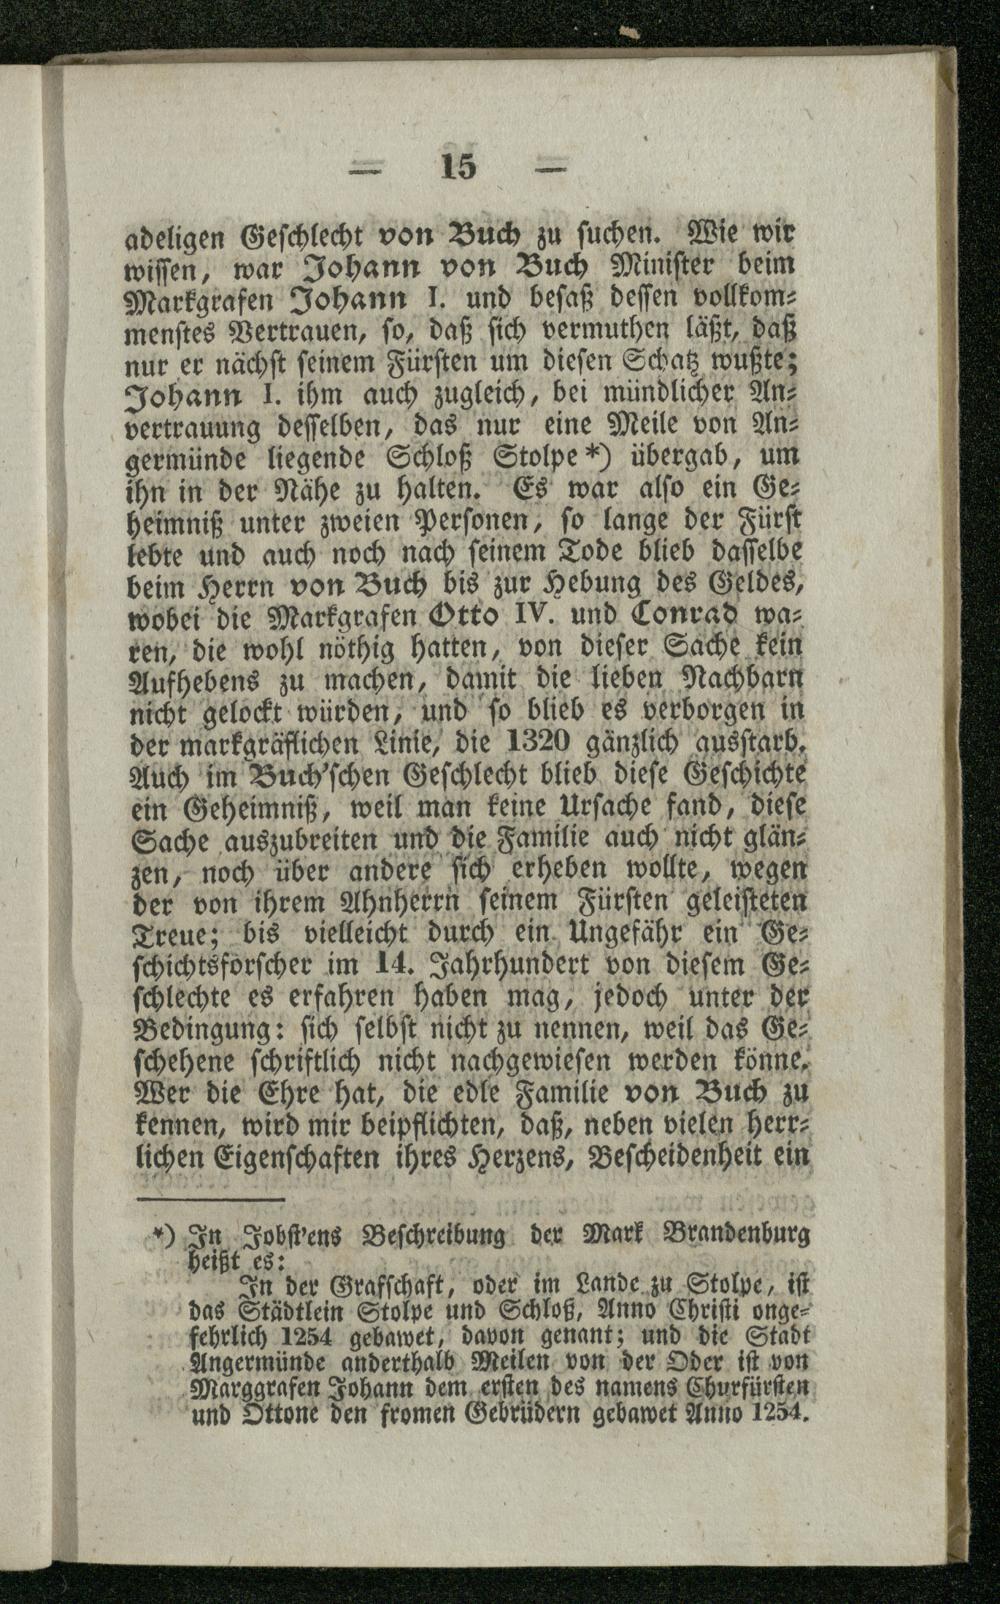 = 15 =
adeligen Geschlecht von Buch zu suchen. Wie wir
wissen, war Johann von Buch Minister beim
Markgrafen Johann I. und besaß dessen vollkom-
menstes Vertrauen, so, daß sich vermuthen läßt, daß
nur er nächst seinem Fürsten um diesen Schatz wußte;
Johann I. ihm auch zugleich, bei mündlicher An-
vertrauung desselben, das nur eine Meile von An-
germünde liegende Schloß Stolpe *) übergab, um
ihn in der Nähe zu halten. Es war also ein Ge-
heimniß unter zweien Personen, so lange der Fürst
lebte und auch noch nach seinem Tode blieb dasselbe
beim Herrn von Buch bis zur Hebung des Geldes,
wobei die Markgrafen Otto IV. und Conrad wa-
ren, die wohl nöthig hatten, von dieser Sache kein
Aufhebens zu machen, damit die lieben Nachbarn
nicht gelockt würden, und so blieb es verborgen in
der markgräflichen Linie, die 1320 gänzlich ausstarb.
Auch im Buch'schen Geschlecht blieb diese Geschichte
ein Geheimniß, weil man keine Ursache fand, diese
Sache auszubreiten und die Familie auch nicht glän-
zen, noch über andere sich erheben wollte, wegen
der von ihrem Ahnherrn seinem Fürsten geleisteten
Treue; bis vielleicht durch ein Ungefähr ein Ge-
schichtsforscher im 14. Jahrhundert von diesem Ge-
schlechte es erfahren haben mag, jedoch unter der
Bedingung: sich selbst nicht zu nennen, weil das Ge-
schehene schriftlich nicht nachgewiesen werden könne.
Wer die Ehre hat, die edle Familie von Buch zu
kennen, wird mir beipflichten, daß, neben vielen herr-
lichen Eigenschaften ihres Herzens, Bescheidenheit ein
*) In Jobst'ens Beschreibung der Mark Brandenburg
heißt es:
In der Grafschaft, oder im Lande zu Stolpe, ist
das Städtlein Stolpe und Schloß, Anno Christi onge-
fehrlich 1254 gebawet, davon genant; und die Stadt
Angermünde anderthalb Meilen von der Oder ist von
Marggrafen Johann dem ersten des namens Churfürsten
und Ottone den fromen Gebrüdern gebawet Anno 1254.